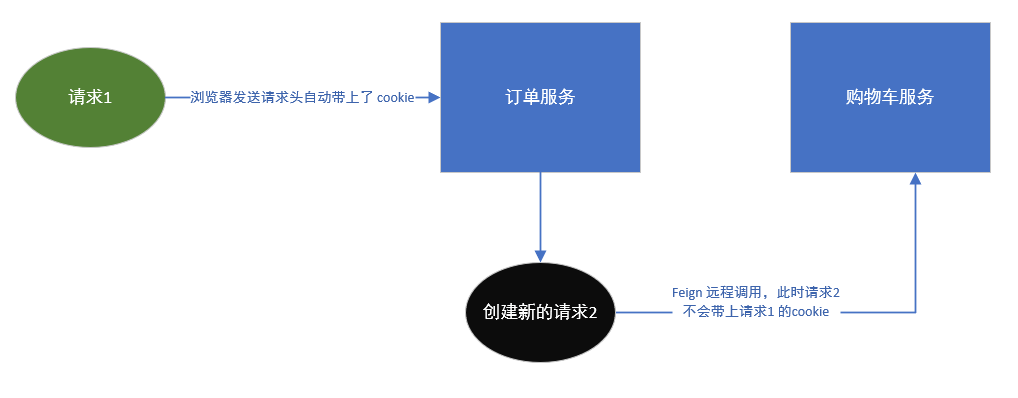 请求1
浏览器发送请求头自动带上了 cookie
订单服务
购物车服务
创建新的请求2
Feign 远程调用，此时请求2
不会带上请求1 的cookie